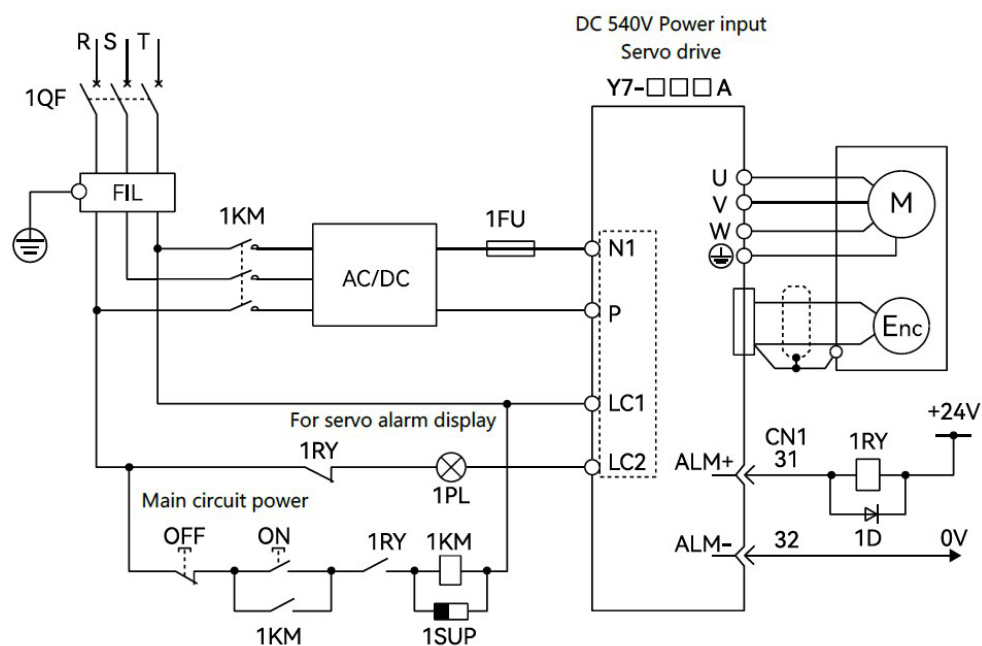 DC 540V Power input
Servo drive
Y7-□□□A
R S T
1QF
FIL
1KM
AC/DC
1FU
N1
P
LC1
LC2
U
V
W
M
Enc
For servo alarm display
1RY
1PL
Main circuit power
OFF
ON
1RY
1KM
1KM
1SUP
ALM+
CN1
31
1RY
+24V
1D
ALM-
32
0V